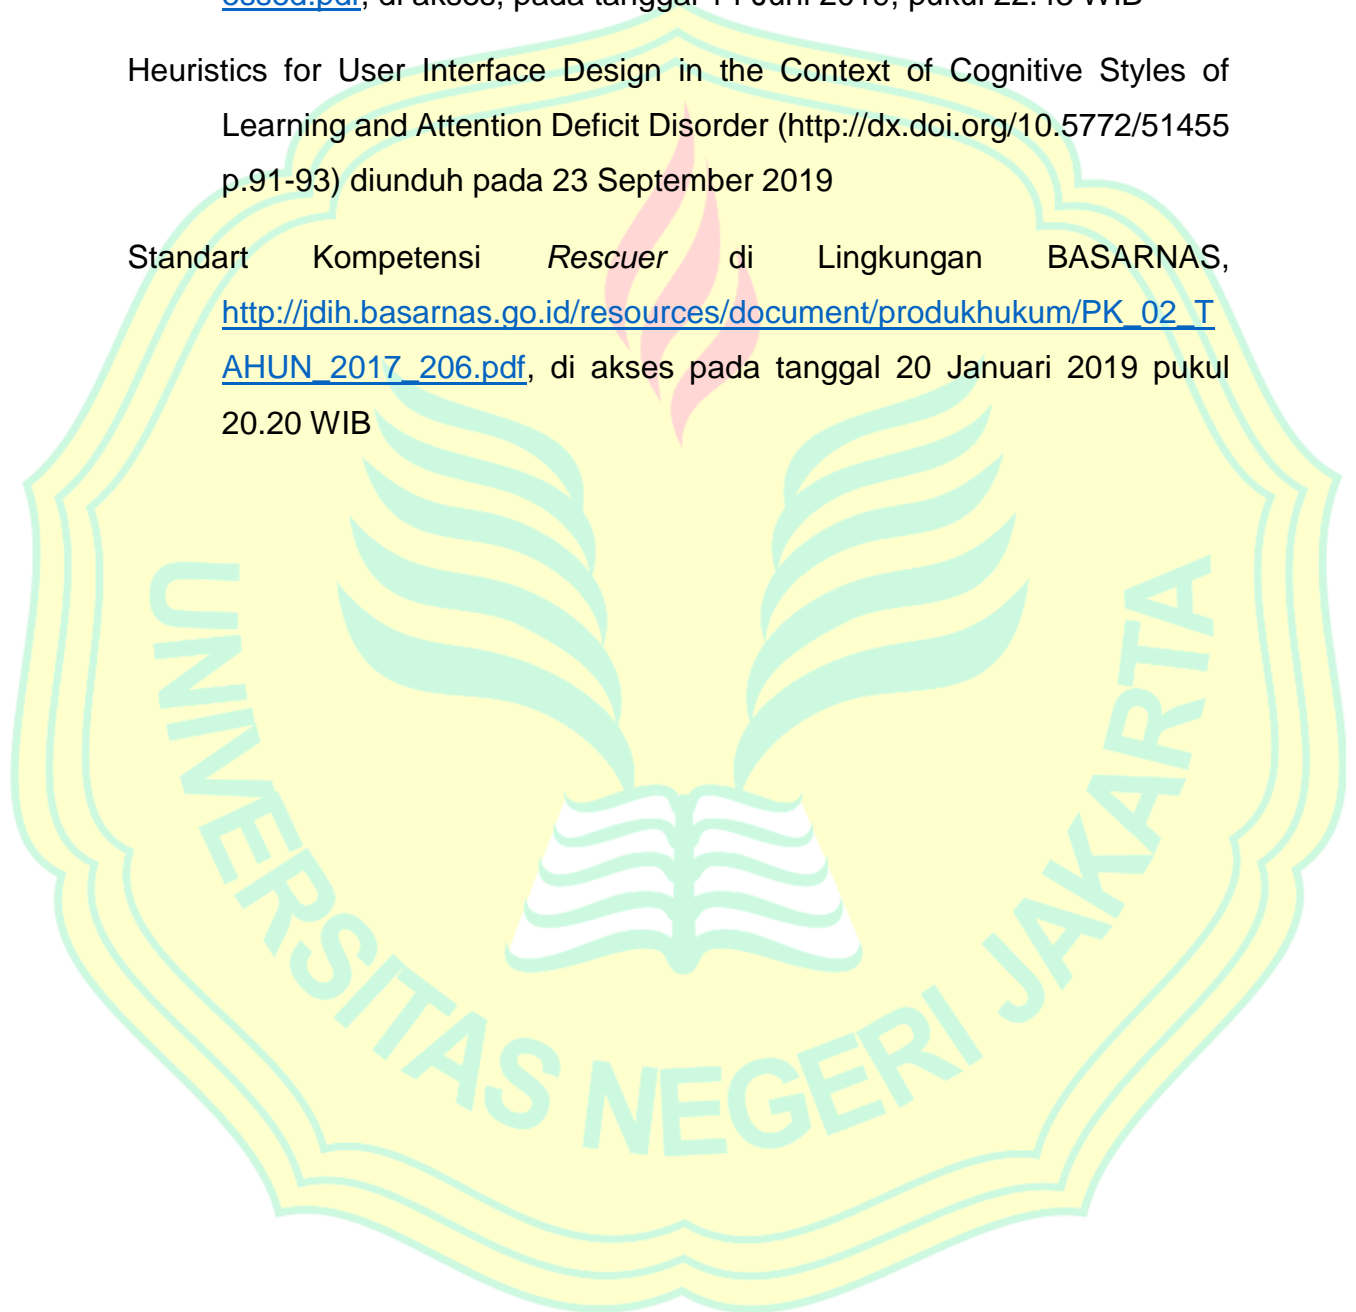 di akses, pada tanggal
WIB
Heuristics for User Interface Design in the Context of Cognitive Styles of
Learning and Attention Deficit Disorder (http://dx.doi.org/10.5772/51455
p.91-93) diunduh pada 23 September 2019
Standart Kompetensi Rescuer di Lingkungan BASARNAS,
http://jdih.basarnas.go.id/resources/document/produkhukum/PK_02_T
AHUN_2017_206.pdf, di akses pada tanggal 20 Januari 2019 pukul
20.20 WIB
UNIVERSITAS NEGERI JAKARTA